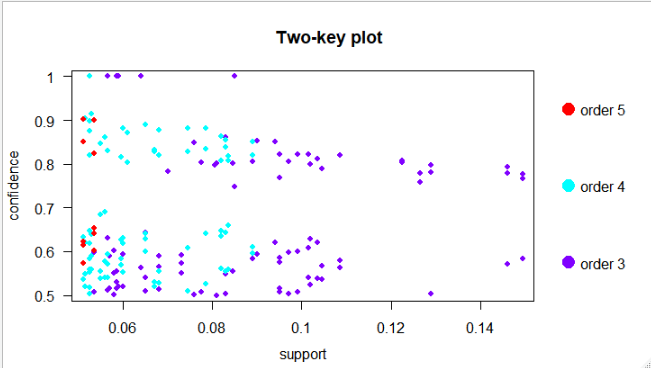 Two-key plot
1
0.9
0.8
0.7
0.6
0.5
confidence
0.06 0.08 0.1 0.12 0.14
support
order 5
order 4
order 3